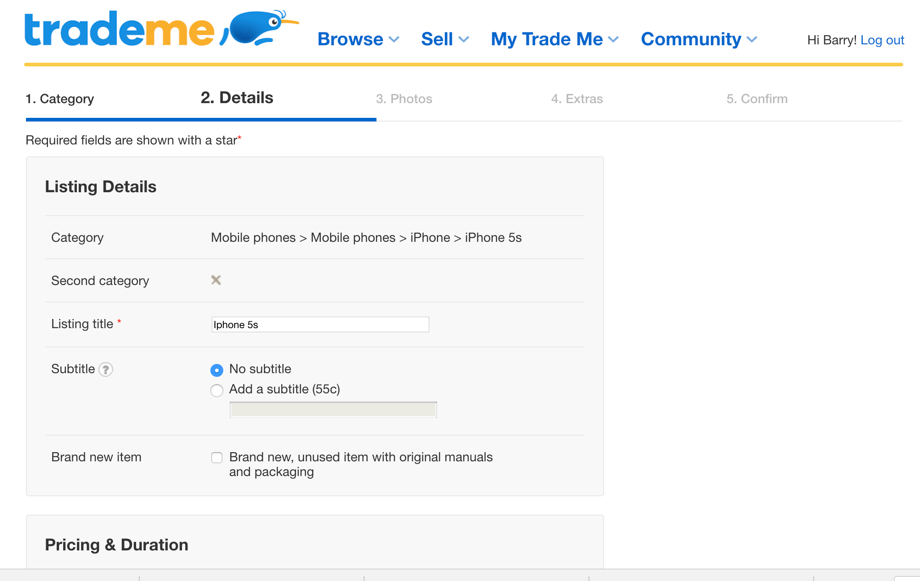 trademe
Browse Sell My Trade Me Community Hi Barry! Log out
1. Category 2. Details 3. Photos 4. Extras 5. Confirm
Required fields are shown with a star*
Listing Details
Category Mobile phones > Mobile phones > iPhone > iPhone 5s
Second category
Listing title * Iphone 5s
Subtitle ? No subtitle
Add a subtitle (55c)
Brand new item Brand new, unused item with original manuals
and packaging
Pricing & Duration